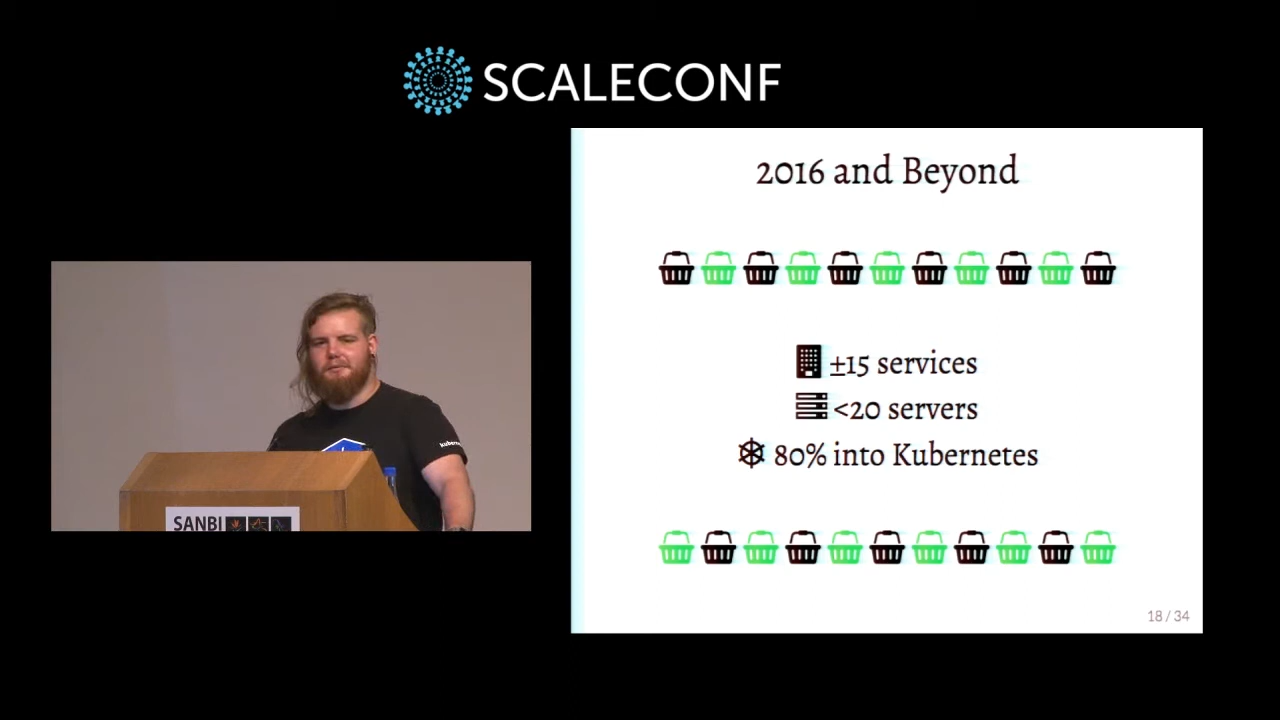 SCALECONF
2016 and Beyond
±15 services
<20 servers
80% into Kubernetes
18 / 34
SANBI